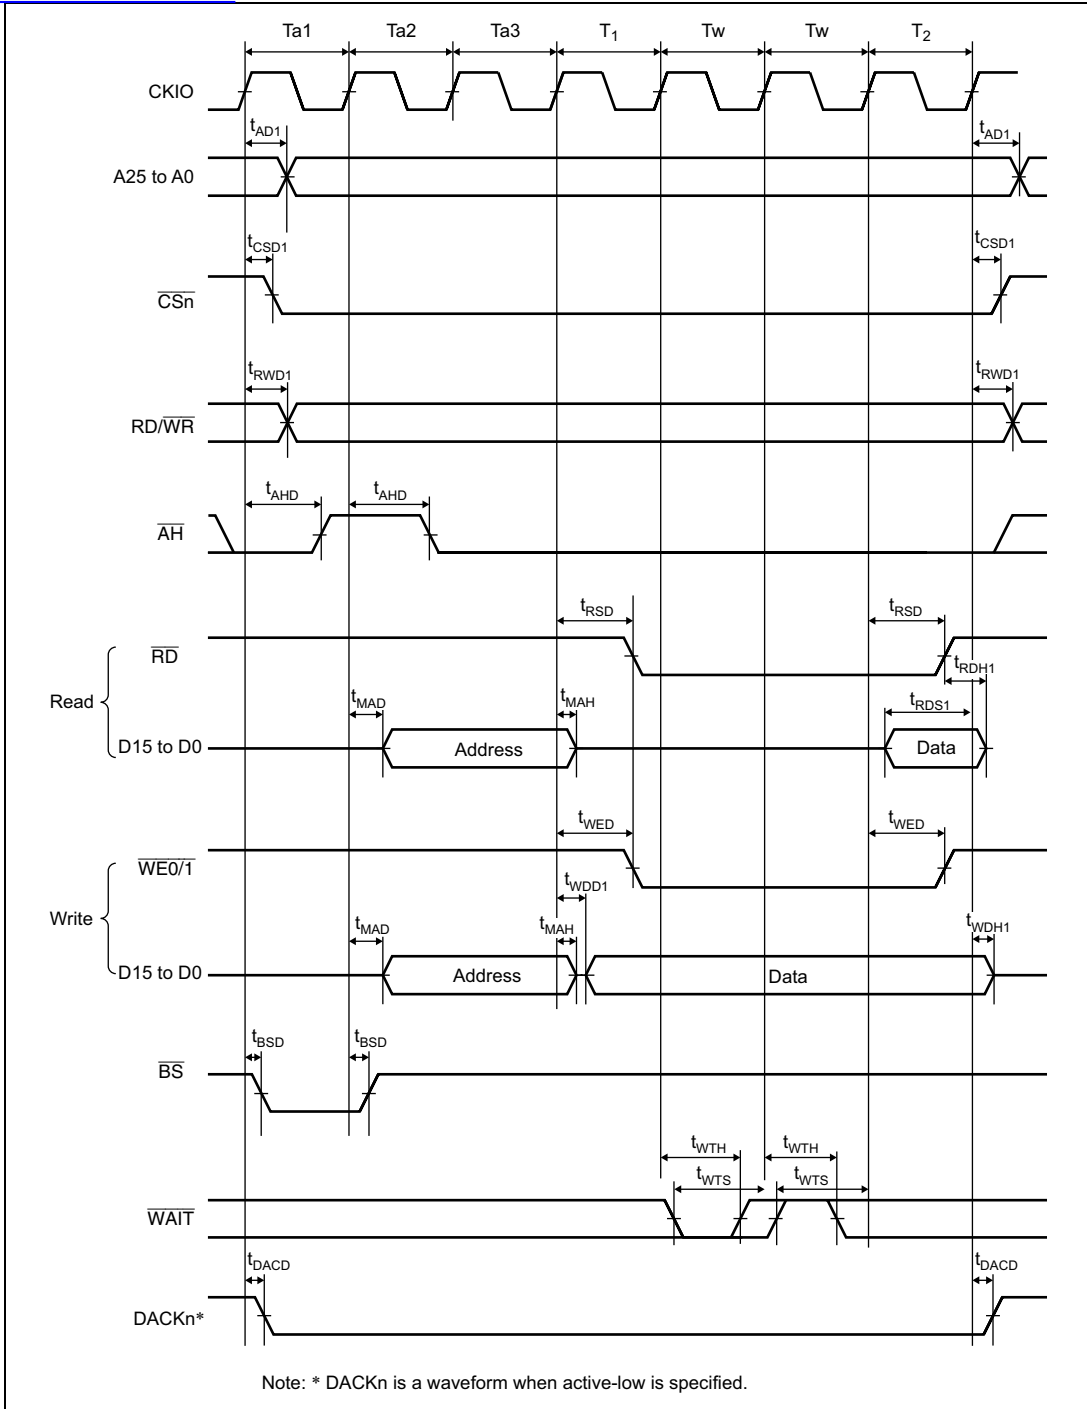 Ta1 Ta2 Ta3 T1 Tw Tw T2
CKIO
tAD1 tAD1
A25 to A0
tCSD1 tCSD1
CSn
tRWD1 tRWD1
RD/WR
tAHD tAHD
AH
tRSD tRSD
RD
tRDH1
Read
tMAD tMAH tRDS1
D15 to D0 Address Data
tWED tWED
WE0/1
tWDD1
Write
tMAD tMAH tWDH1
D15 to D0 Address Data
tBSD tBSD
BS
tWTH tWTH
tWTS tWTS
WAIT
tDACD tDACD
DACKn*
Note: * DACKn is a waveform when active-low is specified.